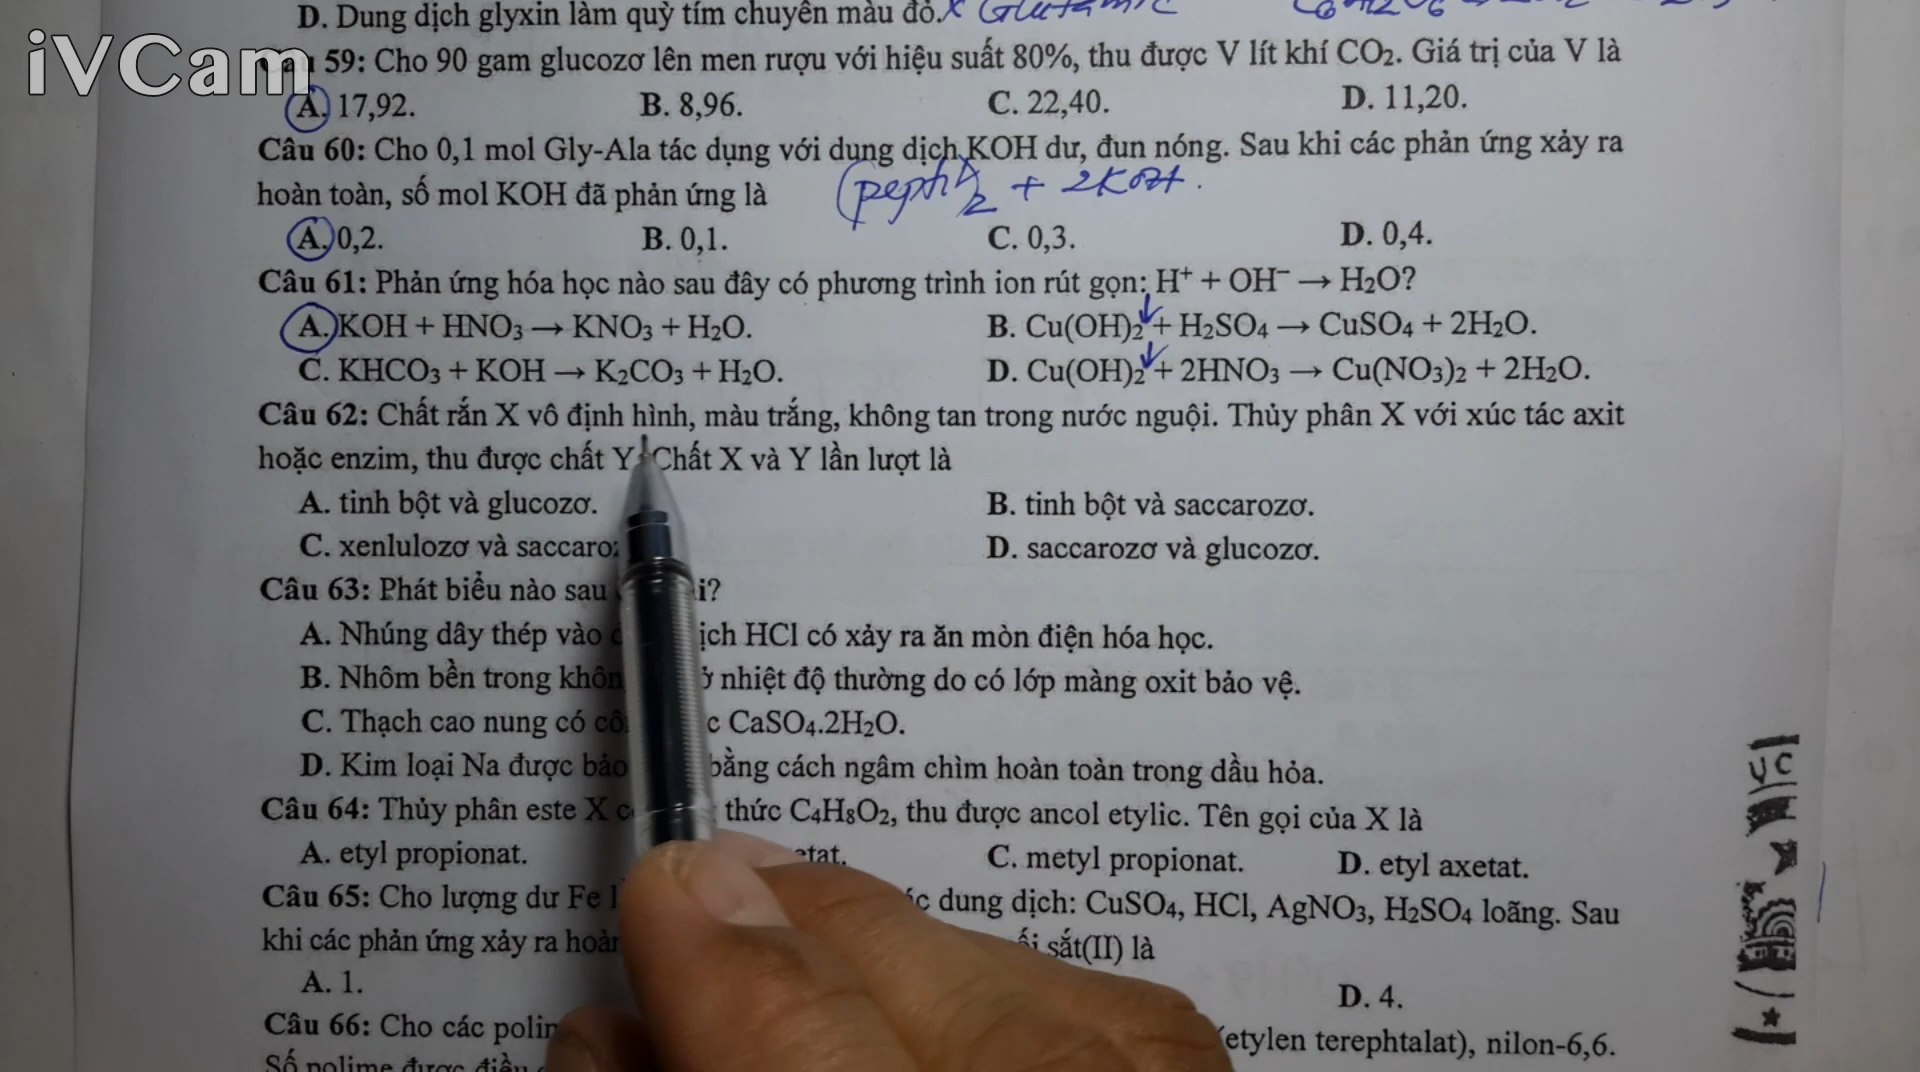 iVCam
D. Dung dịch glyxin làm quỳ tím chuyển màu đỏ. x Glutamic
59: Cho 90 gam glucozơ lên men rượu với hiệu suất 80%, thu được V lít khí CO2. Giá trị của V là
A. 17,92. B. 8,96. C. 22,40. D. 11,20.
Câu 60: Cho 0,1 mol Gly-Ala tác dụng với dung dịch KOH dư, đun nóng. Sau khi các phản ứng xảy ra
hoàn toàn, số mol KOH đã phản ứng là (peptit)2 + 2KOH.
A. 0,2. B. 0,1. C. 0,3. D. 0,4.
Câu 61: Phản ứng hóa học nào sau đây có phương trình ion rút gọn: H⁺ + OH⁻ → H2O?
A. KOH + HNO3 → KNO3 + H2O. B. Cu(OH)2↓ + H2SO4 → CuSO4 + 2H2O.
C. KHCO3 + KOH → K2CO3 + H2O. D. Cu(OH)2↓ + 2HNO3 → Cu(NO3)2 + 2H2O.
Câu 62: Chất rắn X vô định hình, màu trắng, không tan trong nước nguội. Thủy phân X với xúc tác axit
hoặc enzim, thu được chất Y. Chất X và Y lần lượt là
A. tinh bột và glucozơ. B. tinh bột và saccarozơ.
C. xenlulozơ và D. saccarozơ và glucozơ.
Câu 63: Phát biểu nào sau
A. Nhúng dây thép vào HCl có xảy ra ăn mòn điện hóa học.
B. Nhôm bền trong ở nhiệt độ thường do có lớp màng oxit bảo vệ.
C. Thạch cao nung có CaSO4.2H2O.
D. Kim loại Na được bằng cách ngâm chìm hoàn toàn trong dầu hỏa.
Câu 64: Thủy phân este X thức C4H8O2, thu được ancol etylic. Tên gọi của X là
A. etyl propionat. C. metyl propionat. D. etyl axetat.
Câu 65: Cho lượng dư Fe dung dịch: CuSO4, HCl, AgNO3, H2SO4 loãng. Sau
khi các phản ứng xảy ra sắt(II) là
A. 1. D. 4.
Câu 66: Cho các terephtalat), nilon-6,6.
Số polime được